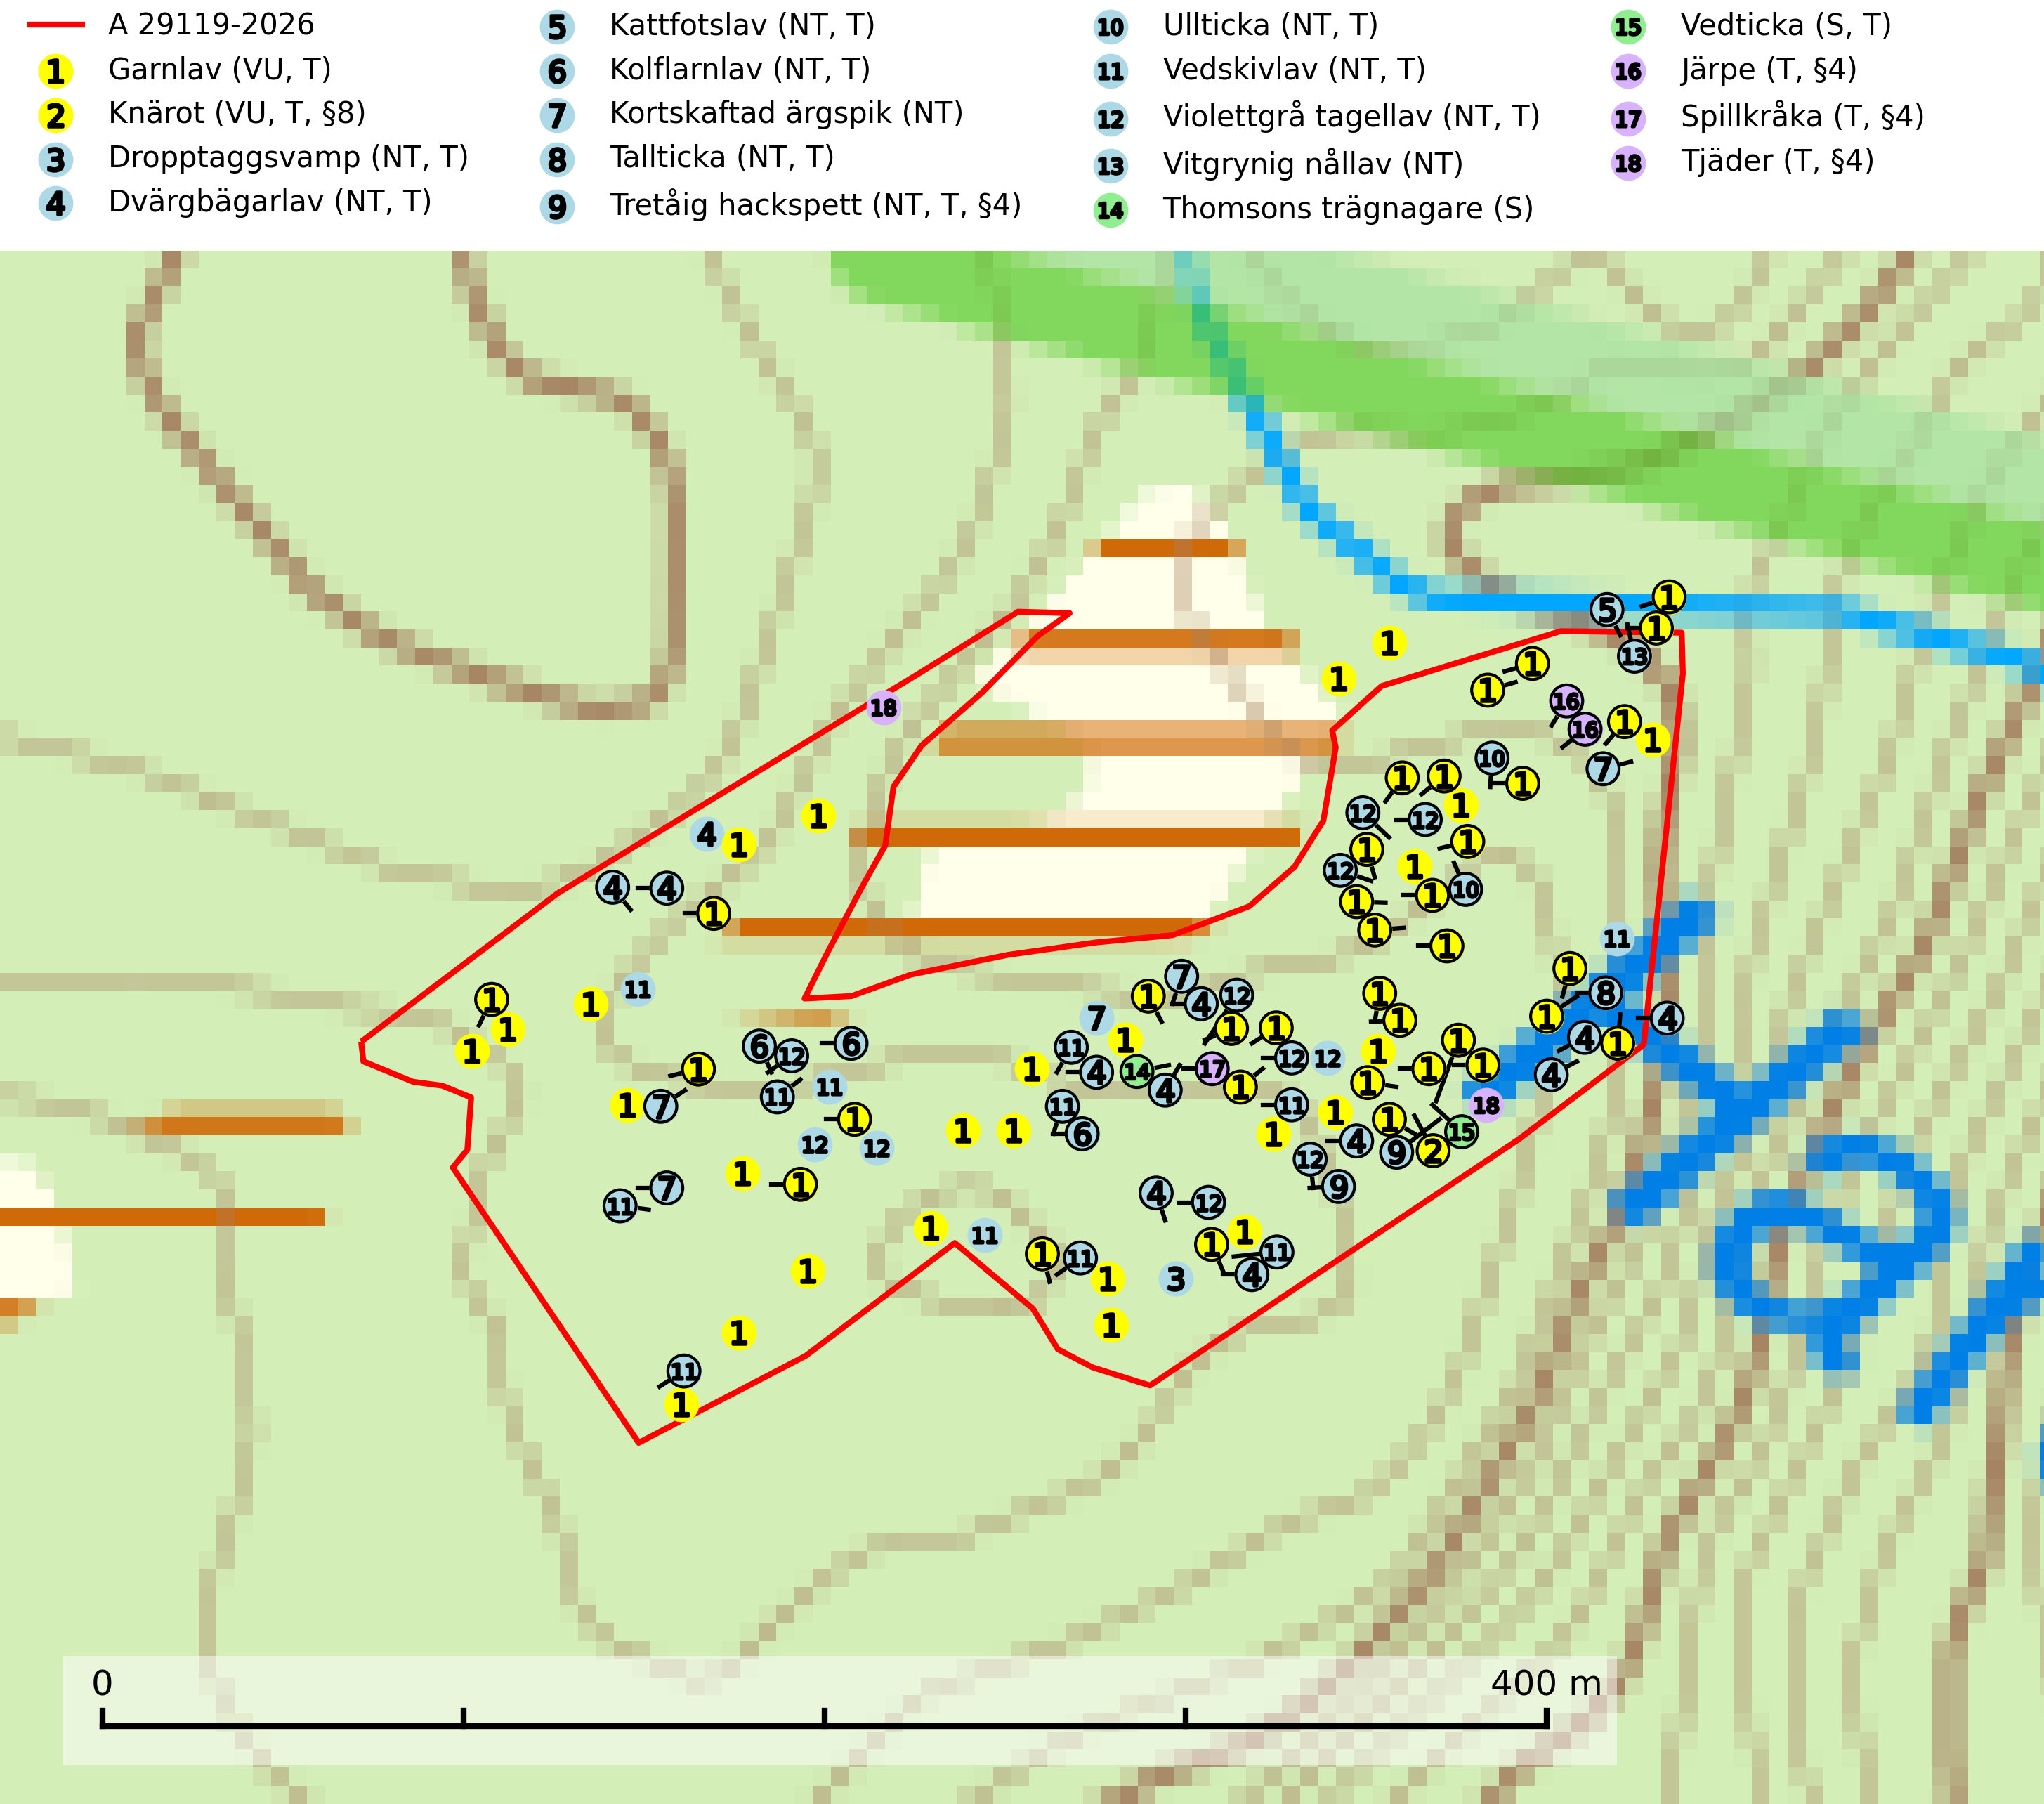 A 29119-2026
1 Garnlav (VU, T)
2 Knärot (VU, T, §8)
3 Dropptaggsvamp (NT, T)
4 Dvärgbägarlav (NT, T)
5 Kattfotslav (NT, T)
6 Kolflarnlav (NT, T)
7 Kortskaftad ärgspik (NT)
8 Tallticka (NT, T)
9 Tretåig hackspett (NT, T, §4)
10 Ullticka (NT, T)
11 Vedskivlav (NT, T)
12 Violettgrå tagellav (NT, T)
13 Vitgrynig nållav (NT)
14 Thomsons trägnagare (S)
15 Vedticka (S, T)
16 Järpe (T, §4)
17 Spillkråka (T, §4)
18 Tjäder (T, §4)
0 400 m